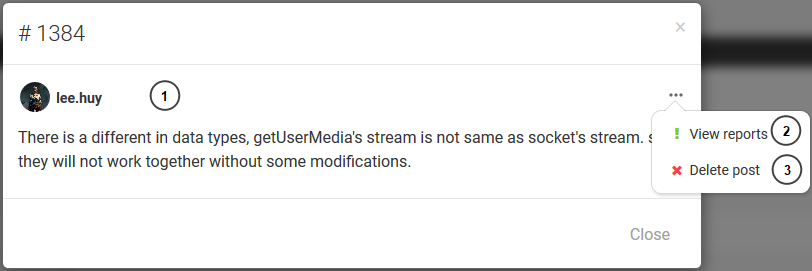 # 1384 ×
lee.huy 1 •••
There is a different in data types, getUserMedia's stream is not same as socket's stream. s
they will not work together without some modifications.
! View reports 2
✖ Delete post 3
Close